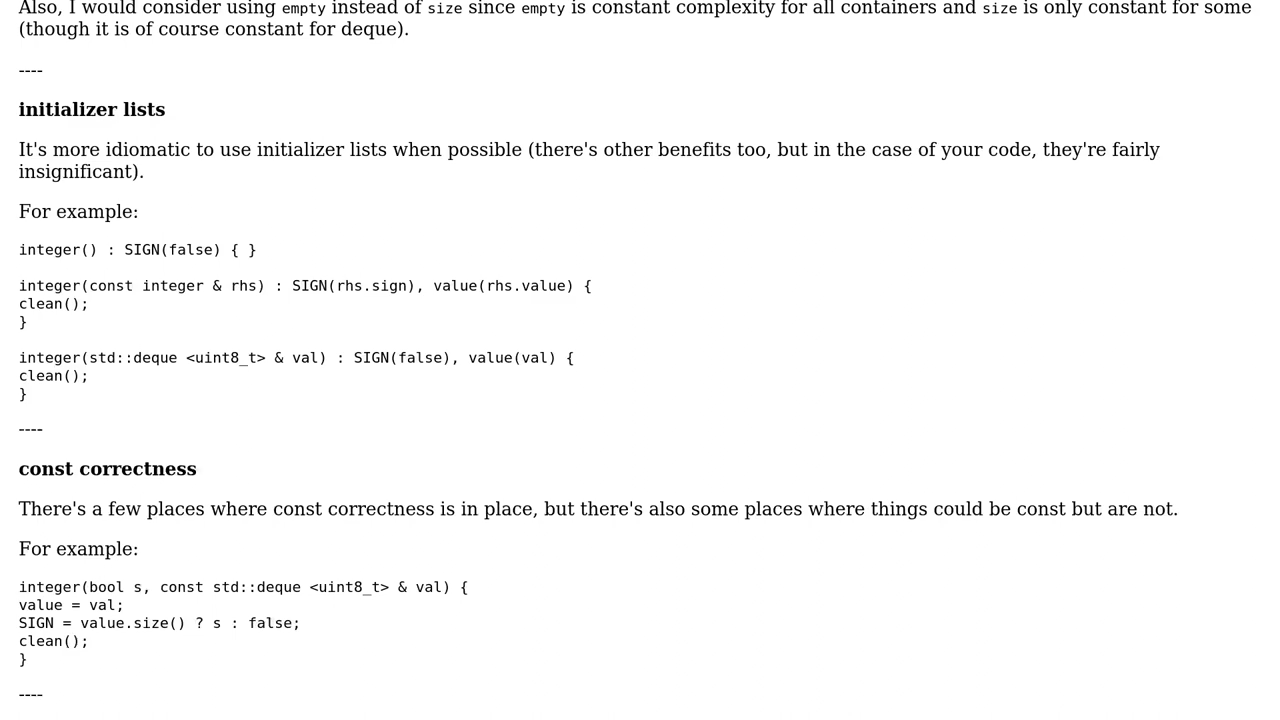 Also, I would consider using empty instead of size since empty is constant complexity for all containers and size is only constant for some
(though it is of course constant for deque).
----
initializer lists
It's more idiomatic to use initializer lists when possible (there's other benefits too, but in the case of your code, they're fairly
insignificant).
For example:
integer() : SIGN(false) { }
integer(const integer & rhs) : SIGN(rhs.sign), value(rhs.value) {
clean();
}
integer(std::deque <uint8_t> & val) : SIGN(false), value(val) {
clean();
}
----
const correctness
There's a few places where const correctness is in place, but there's also some places where things could be const but are not.
For example:
integer(bool s, const std::deque <uint8_t> & val) {
value = val;
SIGN = value.size() ? s : false;
clean();
}
----